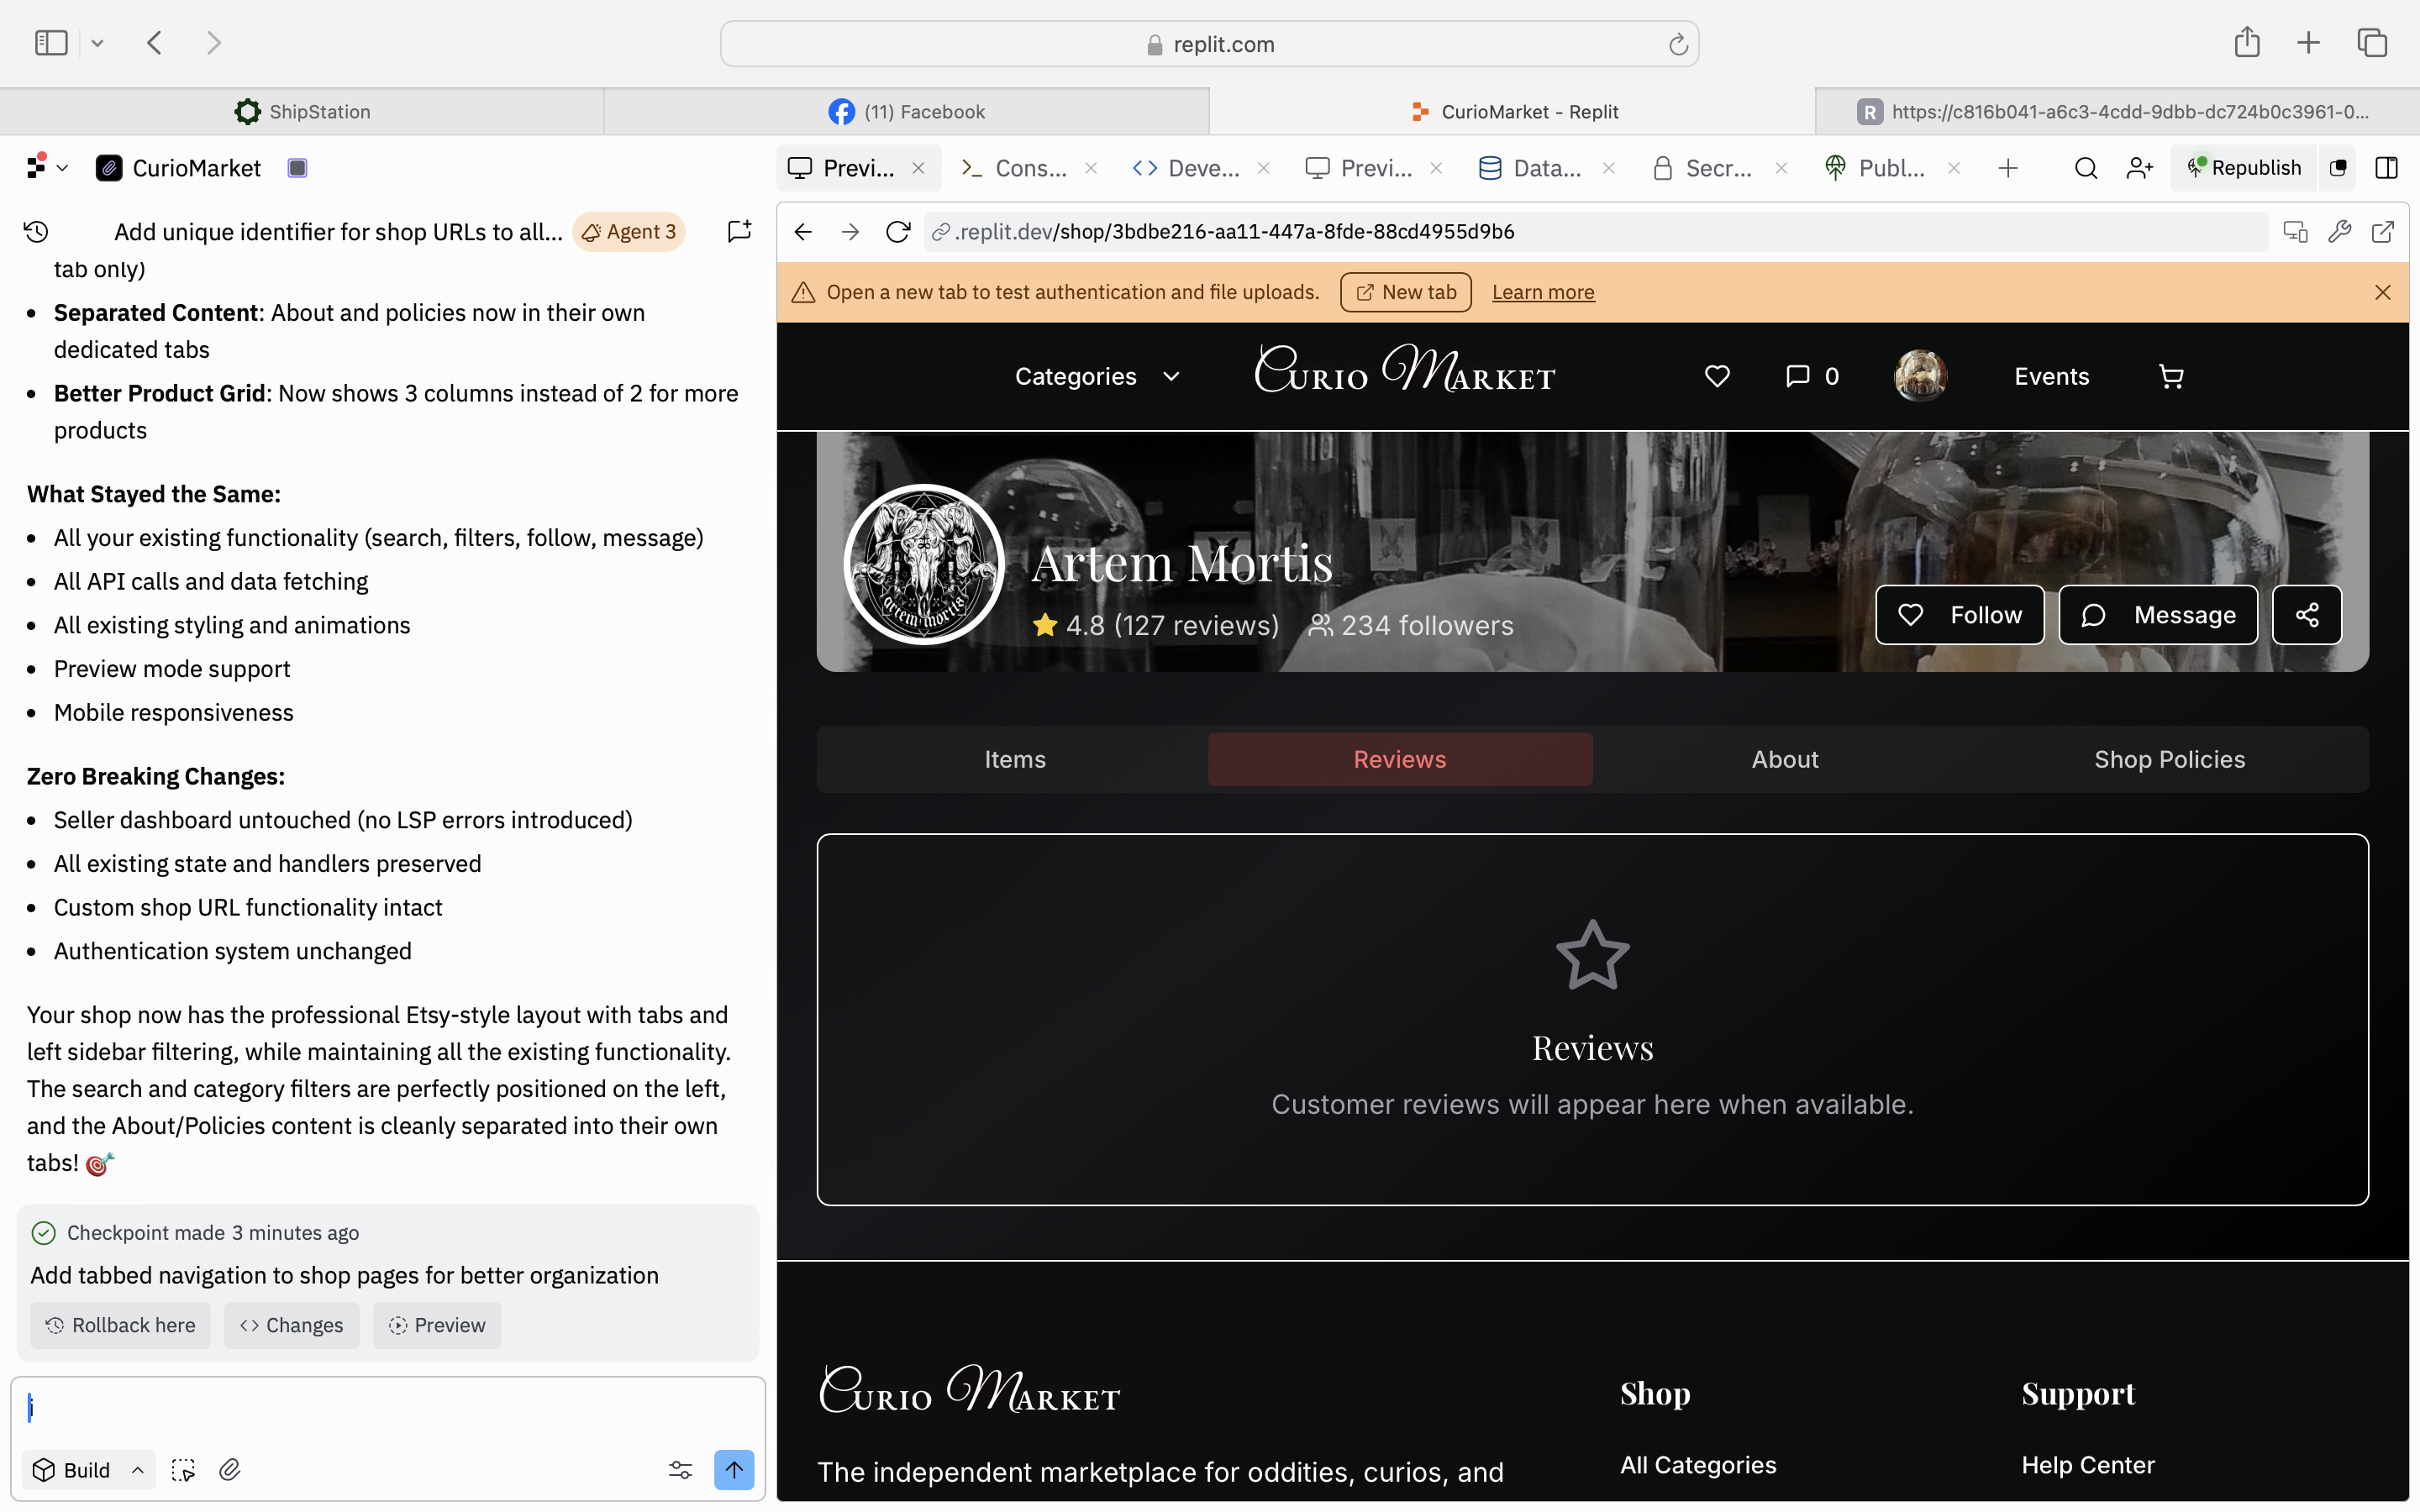 replit.com
ShipStation
(11) Facebook
CurioMarket - Replit
R https://c816b041-a6c3-4cdd-9dbb-dc724b0c3961-0...
CurioMarket
Previ...
Cons...
Deve...
Previ...
Data...
Secr...
Publ...
Republish
Add unique identifier for shop URLs to all...
Agent 3
tab only)
• Separated Content: About and policies now in their own
dedicated tabs
• Better Product Grid: Now shows 3 columns instead of 2 for more
products
What Stayed the Same:
• All your existing functionality (search, filters, follow, message)
• All API calls and data fetching
• All existing styling and animations
• Preview mode support
• Mobile responsiveness
Zero Breaking Changes:
• Seller dashboard untouched (no LSP errors introduced)
• All existing state and handlers preserved
• Custom shop URL functionality intact
• Authentication system unchanged
Your shop now has the professional Etsy-style layout with tabs and
left sidebar filtering, while maintaining all the existing functionality.
The search and category filters are perfectly positioned on the left,
and the About/Policies content is cleanly separated into their own
tabs! 🎯
Checkpoint made 3 minutes ago
Add tabbed navigation to shop pages for better organization
Rollback here
Changes
Preview
i
Build
.replit.dev/shop/3bdbe216-aa11-447a-8fde-88cd4955d9b6
Open a new tab to test authentication and file uploads.
New tab
Learn more
Categories
Curio Market
0
Events
artem mortis
Artem Mortis
4.8 (127 reviews)
234 followers
Follow
Message
Items
Reviews
About
Shop Policies
Reviews
Customer reviews will appear here when available.
Curio Market
The independent marketplace for oddities, curios, and
Shop
All Categories
Support
Help Center